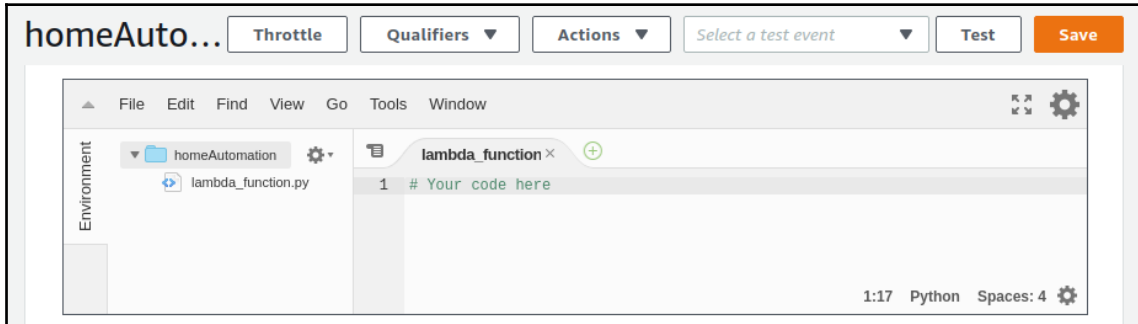 homeAuto... Throttle Qualifiers Actions Select a test event Test Save
File Edit Find View Go Tools Window
Environment
homeAutomation
lambda_function.py
lambda_function
1 # Your code here
1:17 Python Spaces: 4